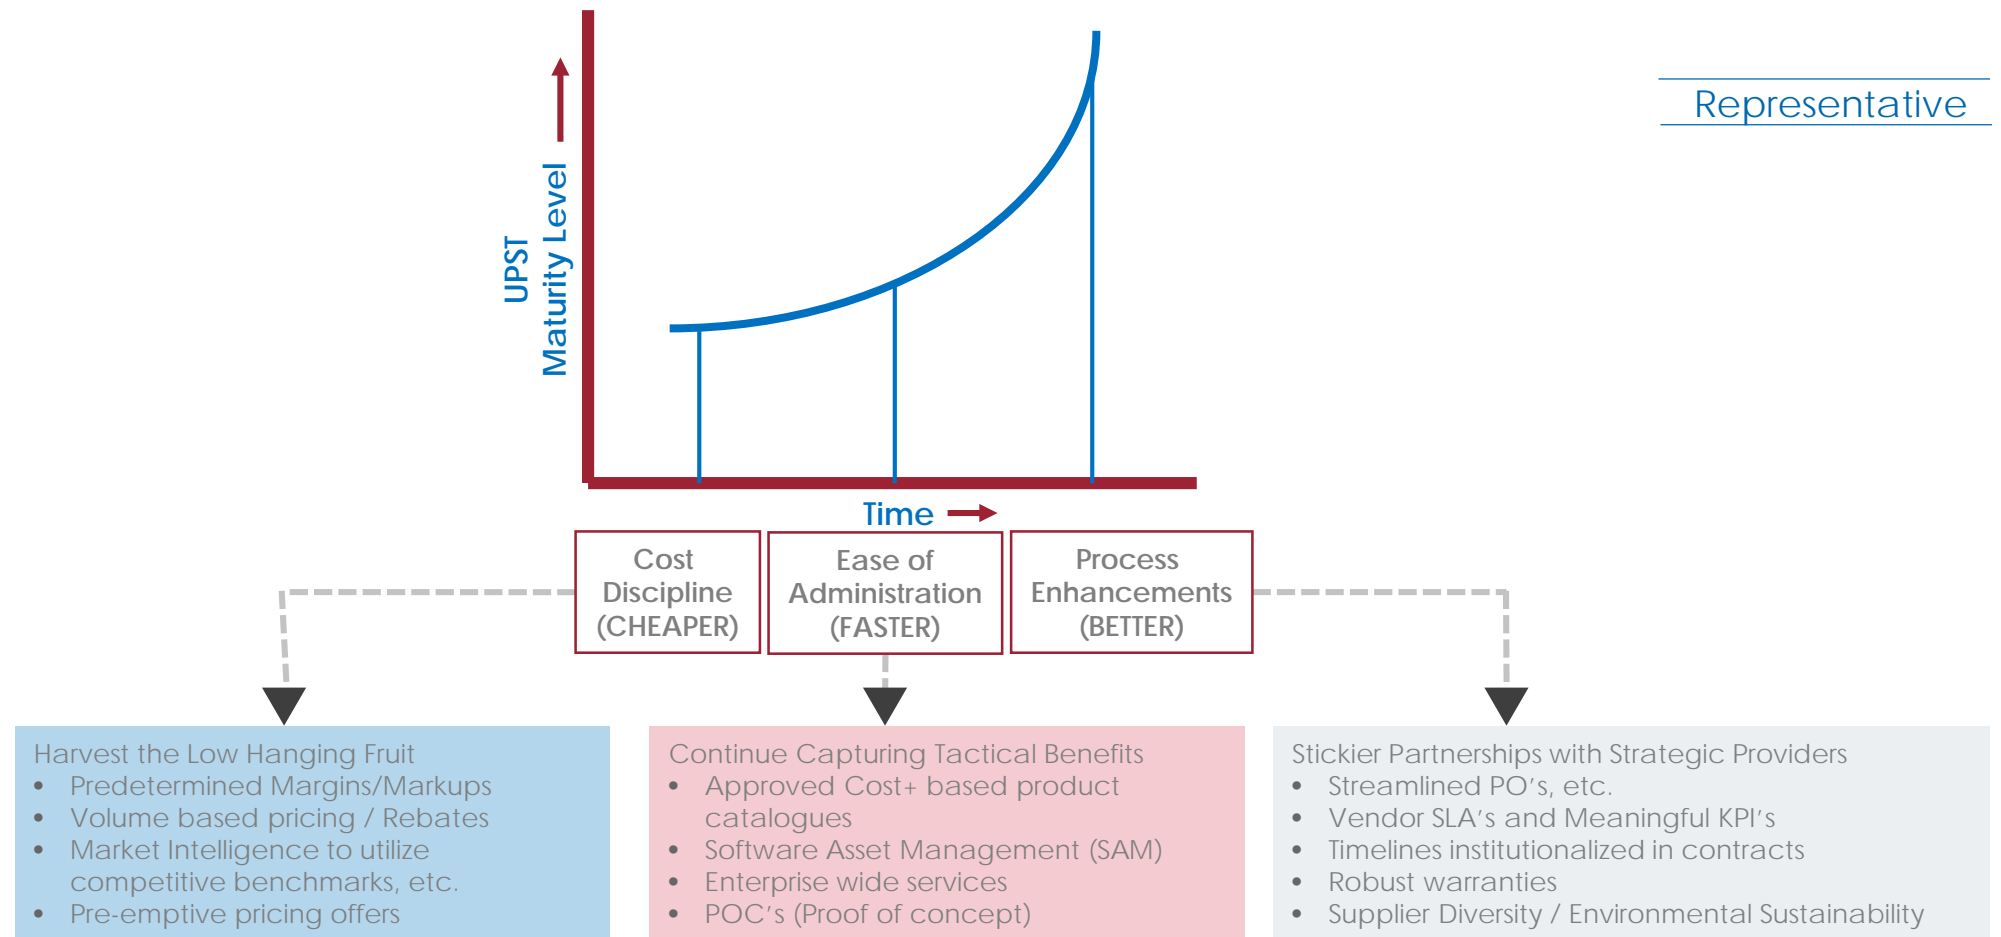 Representative
UPST
Maturity Level
Time
Cost
Discipline
(CHEAPER)
Ease of
Administration
(FASTER)
Process
Enhancements
(BETTER)
Harvest the Low Hanging Fruit
• Predetermined Margins/Markups
• Volume based pricing / Rebates
• Market Intelligence to utilize
competitive benchmarks, etc.
• Pre-emptive pricing offers
Continue Capturing Tactical Benefits
• Approved Cost+ based product
catalogues
• Software Asset Management (SAM)
• Enterprise wide services
• POC's (Proof of concept)
Stickier Partnerships with Strategic Providers
• Streamlined PO's, etc.
• Vendor SLA's and Meaningful KPI's
• Timelines institutionalized in contracts
• Robust warranties
• Supplier Diversity / Environmental Sustainability